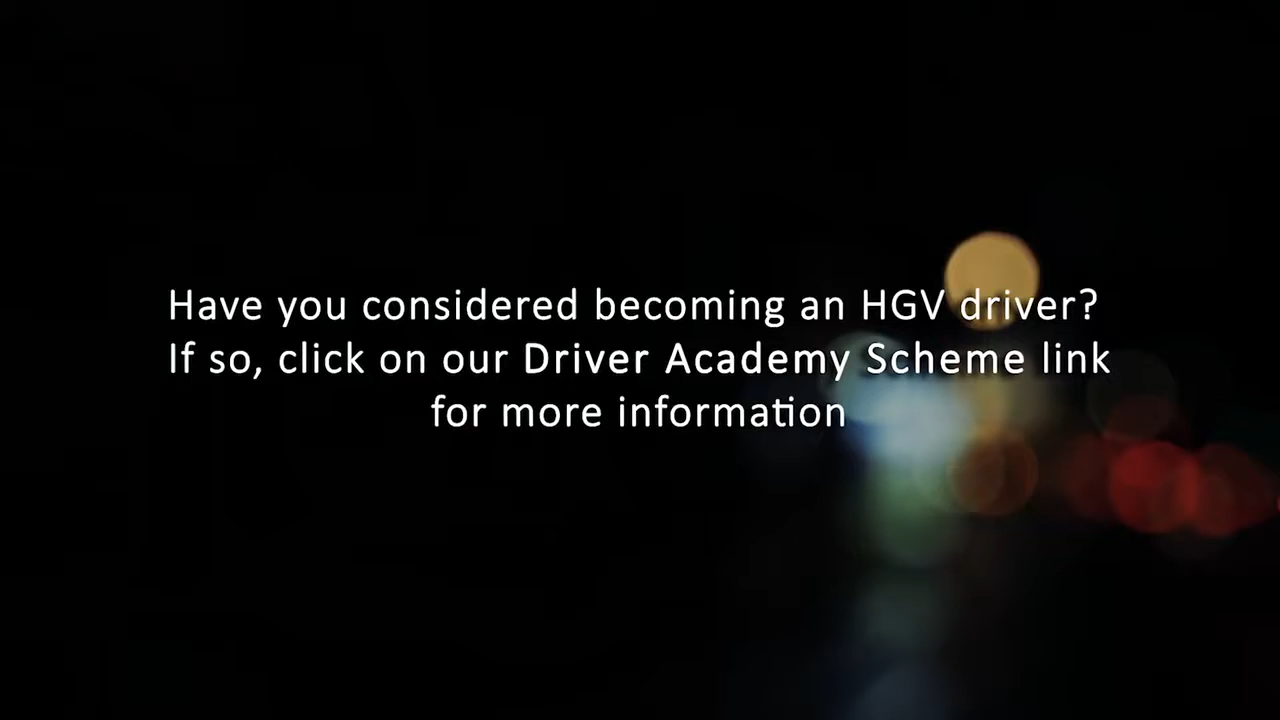 Have you considered becoming an HGV driver?
If so, click on our Driver Academy Scheme link
for more information